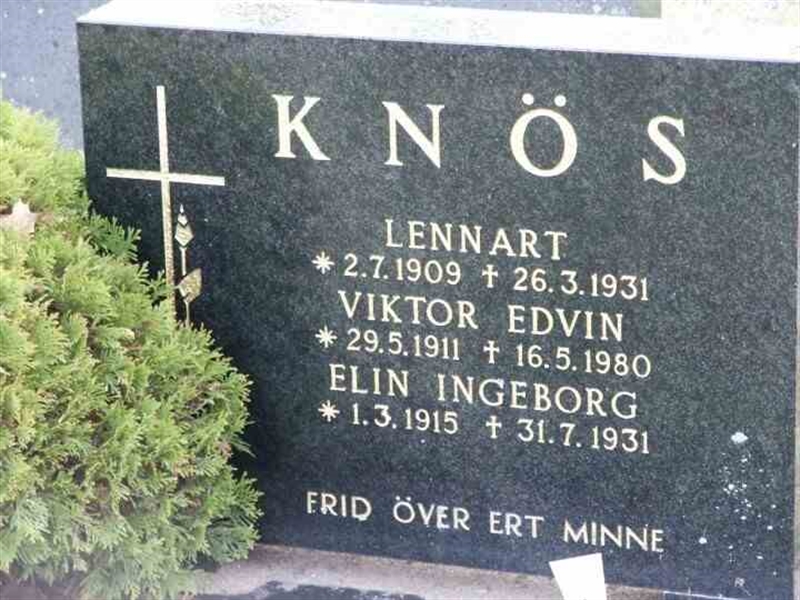 KNÖS
LENNART
* 2.7.1909 † 26.3.1931
VIKTOR EDVIN
* 29.5.1911 † 16.5.1980
ELIN INGEBORG
* 1.3.1915 † 31.7.1931
FRID ÖVER ERT MINNE